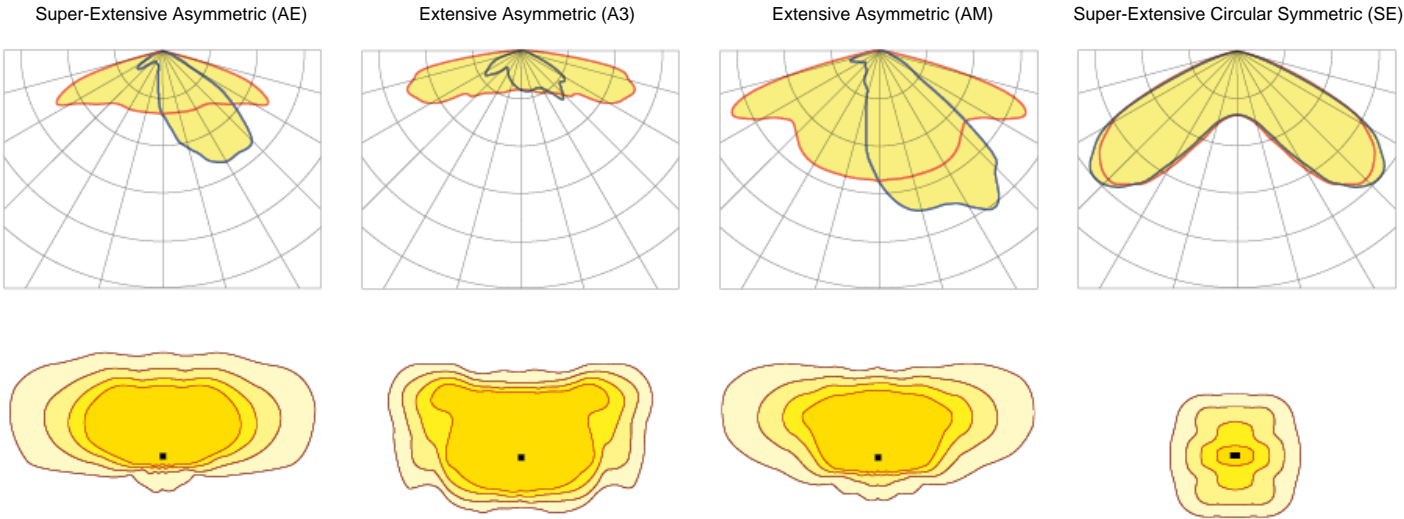 Super-Extensive Asymmetric (AE)
Extensive Asymmetric (A3)
Extensive Asymmetric (AM)
Super-Extensive Circular Symmetric (SE)